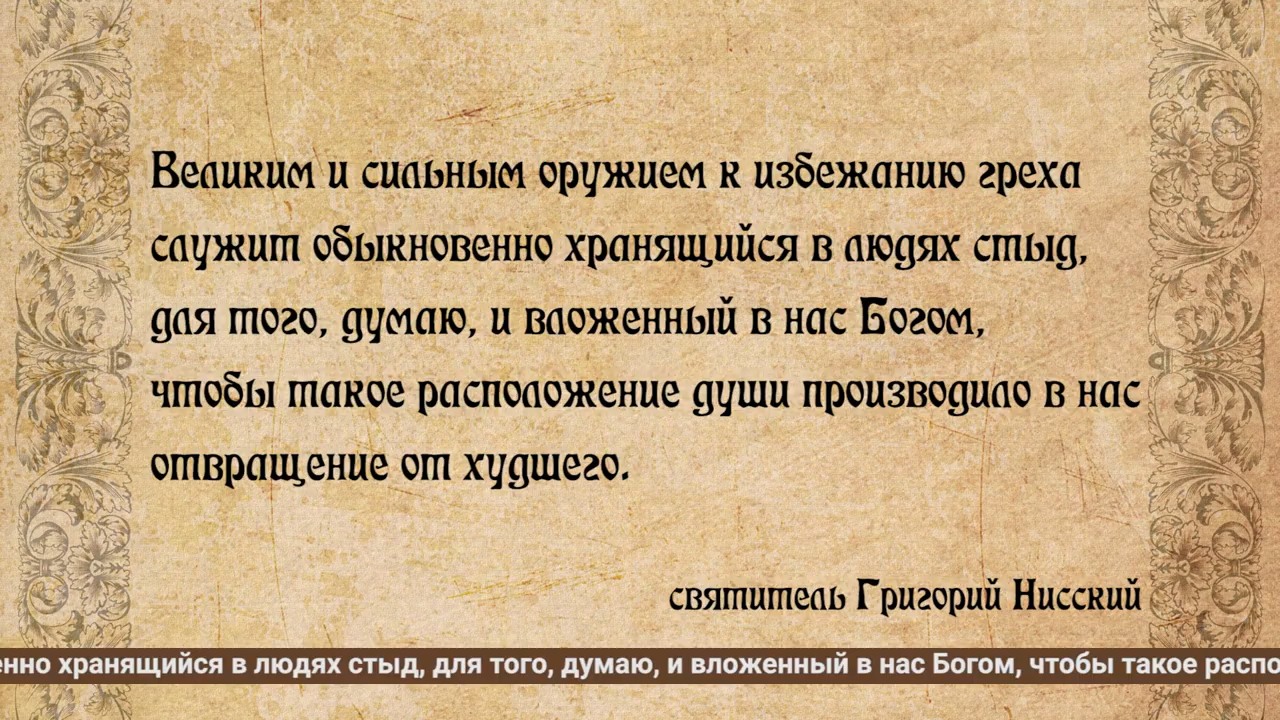 Великим и сильным оружием к избежанию греха
служит обыкновенно хранящийся в людях стыд,
для того, думаю, и вложенный в нас Богом,
чтобы такое расположение души производило в нас
отвращение от худшего.
святитель Григорий Нисский
нно хранящийся в людях стыд, для того, думаю, и вложенный в нас Богом, чтобы такое распо